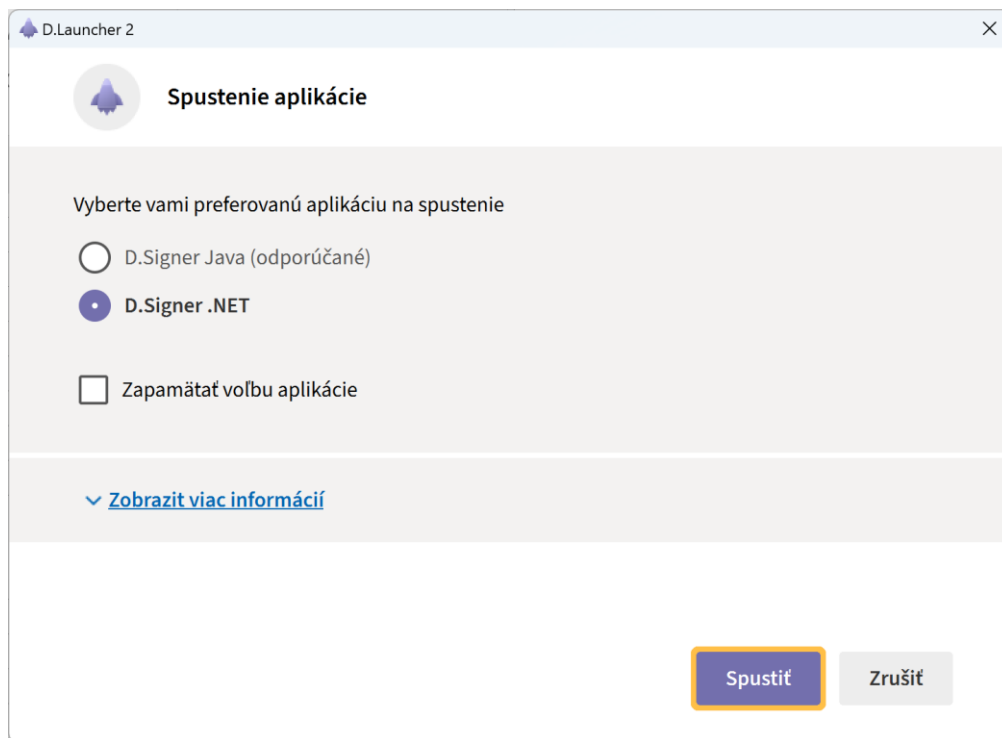 D.Launcher 2
Spustenie aplikácie
Vyberte vami preferovanú aplikáciu na spustenie
D.Signer Java (odporúčané)
D.Signer .NET
Zapamätať voľbu aplikácie
Zobrazit viac informácií
Spustiť
Zrušiť